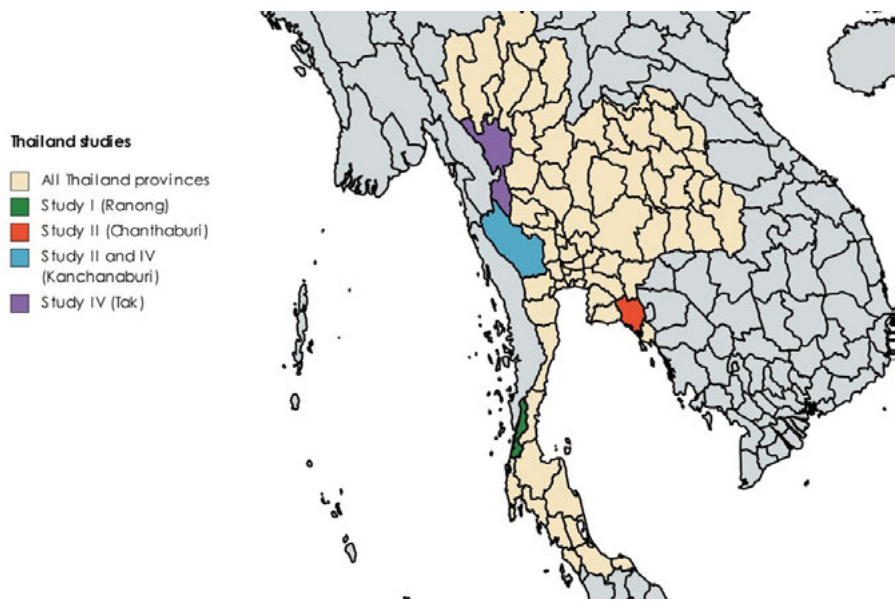 Thailand studies
All Thailand provinces
Study I (Ranong)
Study II (Chanthaburi)
Study II and IV
(Kanchanaburi)
Study IV (Tak)